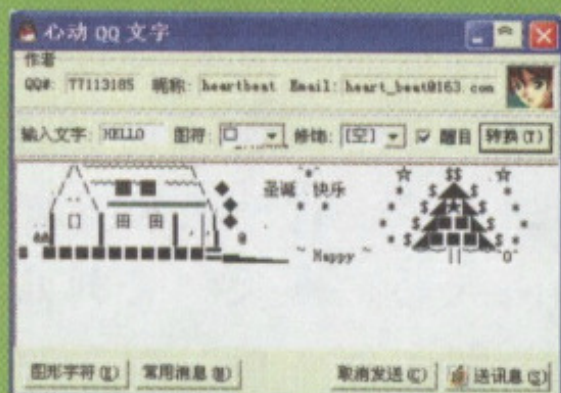 心动 QQ 文字
作者
QQ#: 77113185 昵称: heartbeat Email: heart_beat@163.com
输入文字: HELLO 图符: 口 修饰: [空] 醒目 转换(T)
圣诞 快乐
~ Happy ~
图形字符 常用消息 取消发送(C) 送讯息(S)